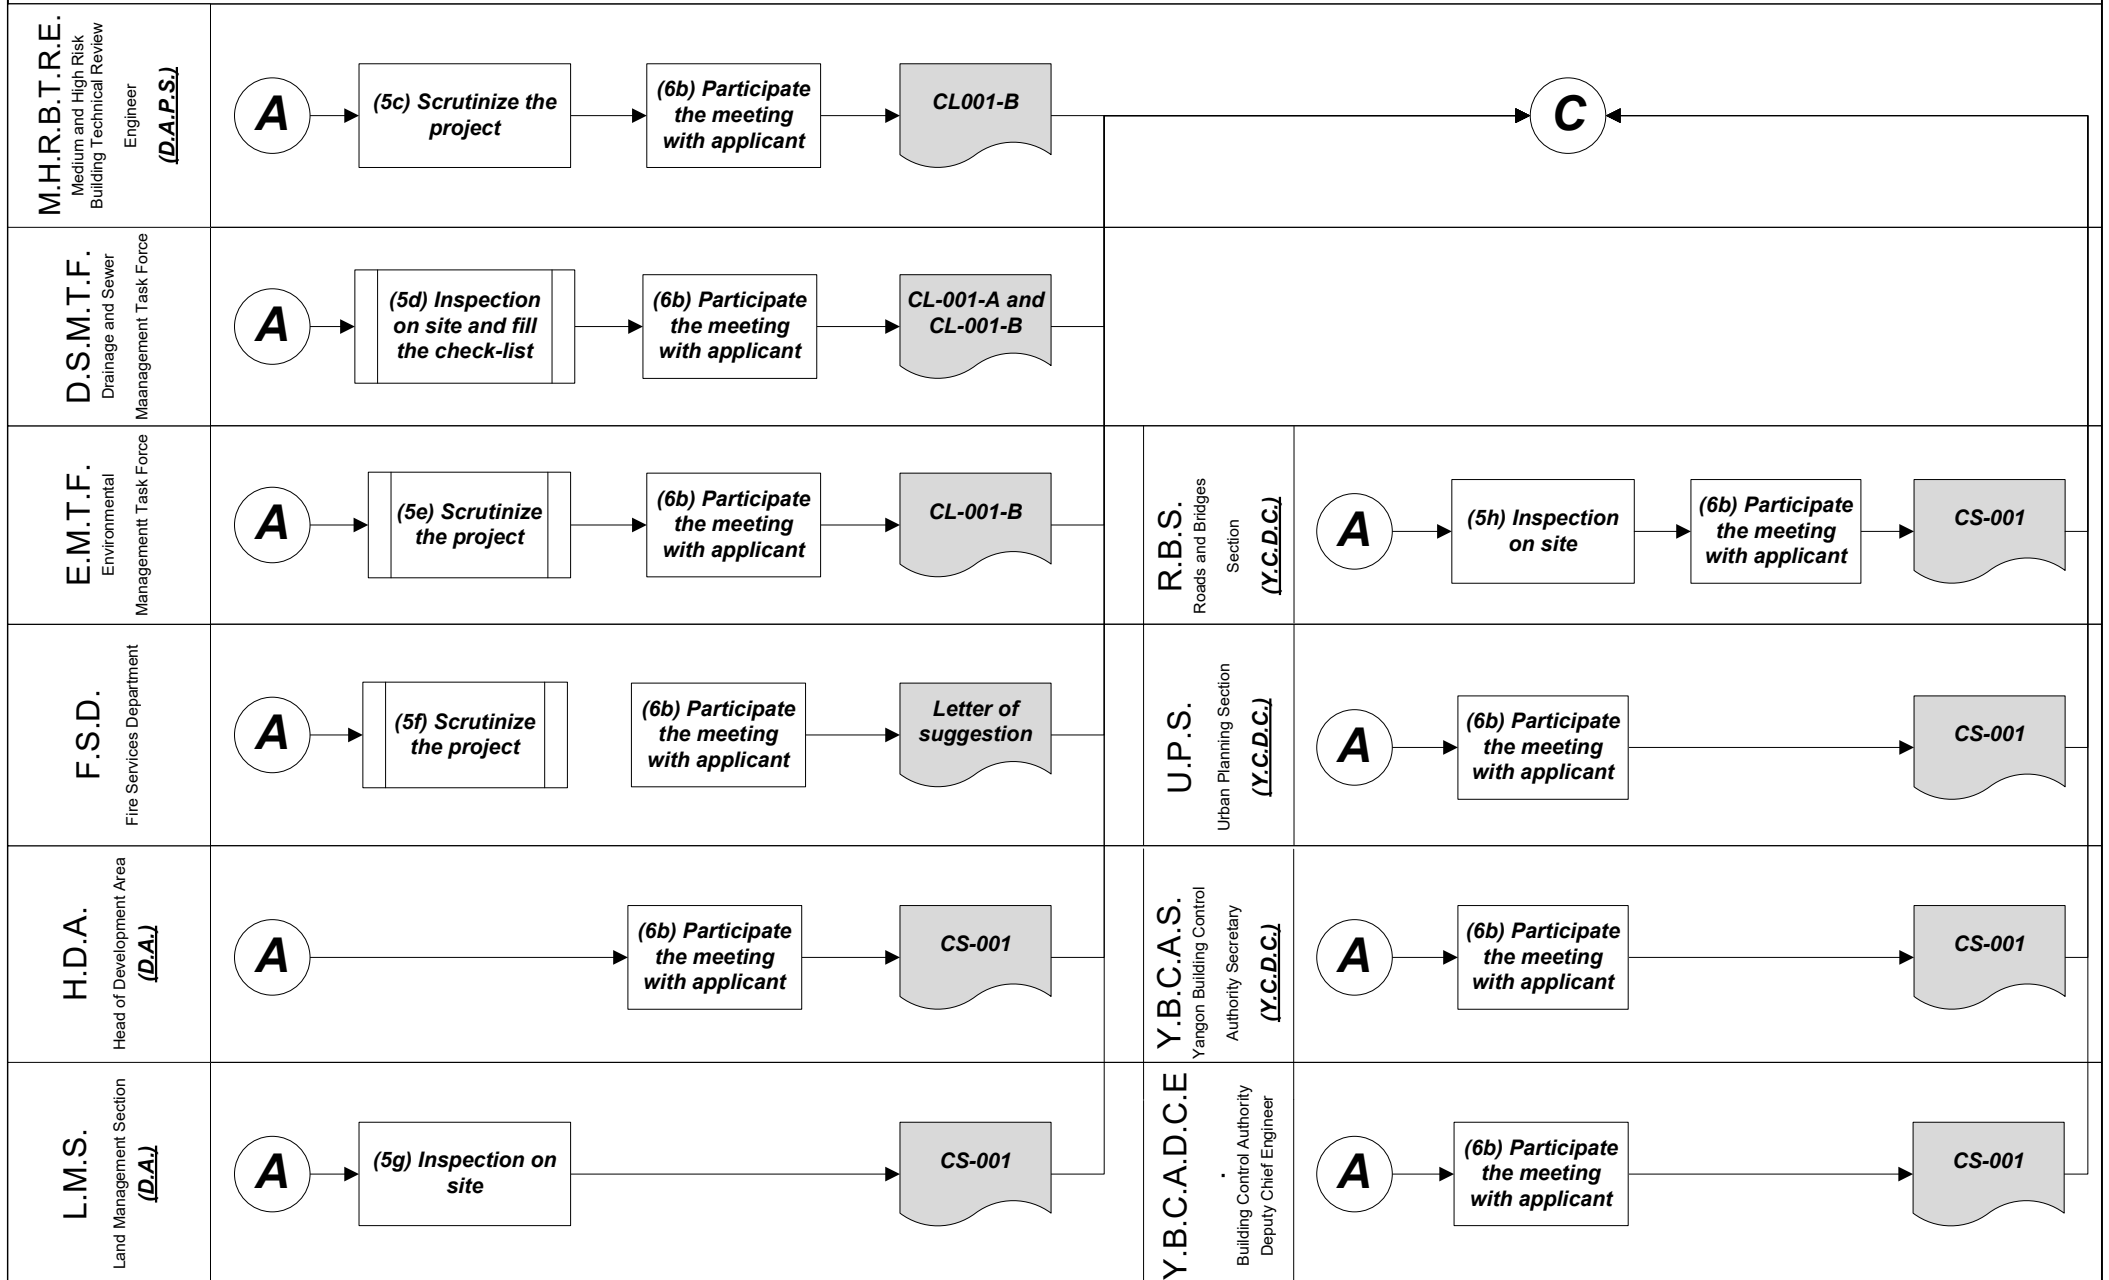 M.H.R.B.T.R.E.
Medium and High Risk
Building Technical Review
Engineer
(D.A.P.S.)
A
(5c) Scrutinize the
project
(6b) Participate
the meeting
with applicant
CL001-B
C
D.S.M.T.F.
Drainage and Sewer
Maanagement Task Force
A
(5d) Inspection
on site and fill
the check-list
(6b) Participate
the meeting
with applicant
CL-001-A and
CL-001-B
E.M.T.F.
Environmental
Managementt Task Force
A
(5e) Scrutinize
the project
(6b) Participate
the meeting
with applicant
CL-001-B
R.B.S.
Roads and Bridges
Section
(Y.C.D.C.)
A
(5h) Inspection
on site
(6b) Participate
the meeting
with applicant
CS-001
F.S.D.
Fire Services Department
A
(5f) Scrutinize
the project
(6b) Participate
the meeting
with applicant
Letter of
suggestion
U.P.S.
Urban Planning Section
(Y.C.D.C.)
A
(6b) Participate
the meeting
with applicant
CS-001
H.D.A.
Head of Development Area
(D.A.)
A
(6b) Participate
the meeting
with applicant
CS-001
Y.B.C.A.S.
Yangon Building Control
Authority Secretary
(Y.C.D.C.)
A
(6b) Participate
the meeting
with applicant
CS-001
L.M.S.
Land Management Section
(D.A.)
A
(5g) Inspection on
site
CS-001
Y.B.C.A.D.C.E
.
Building Control Authority
Deputy Chief Engineer
A
(6b) Participate
the meeting
with applicant
CS-001